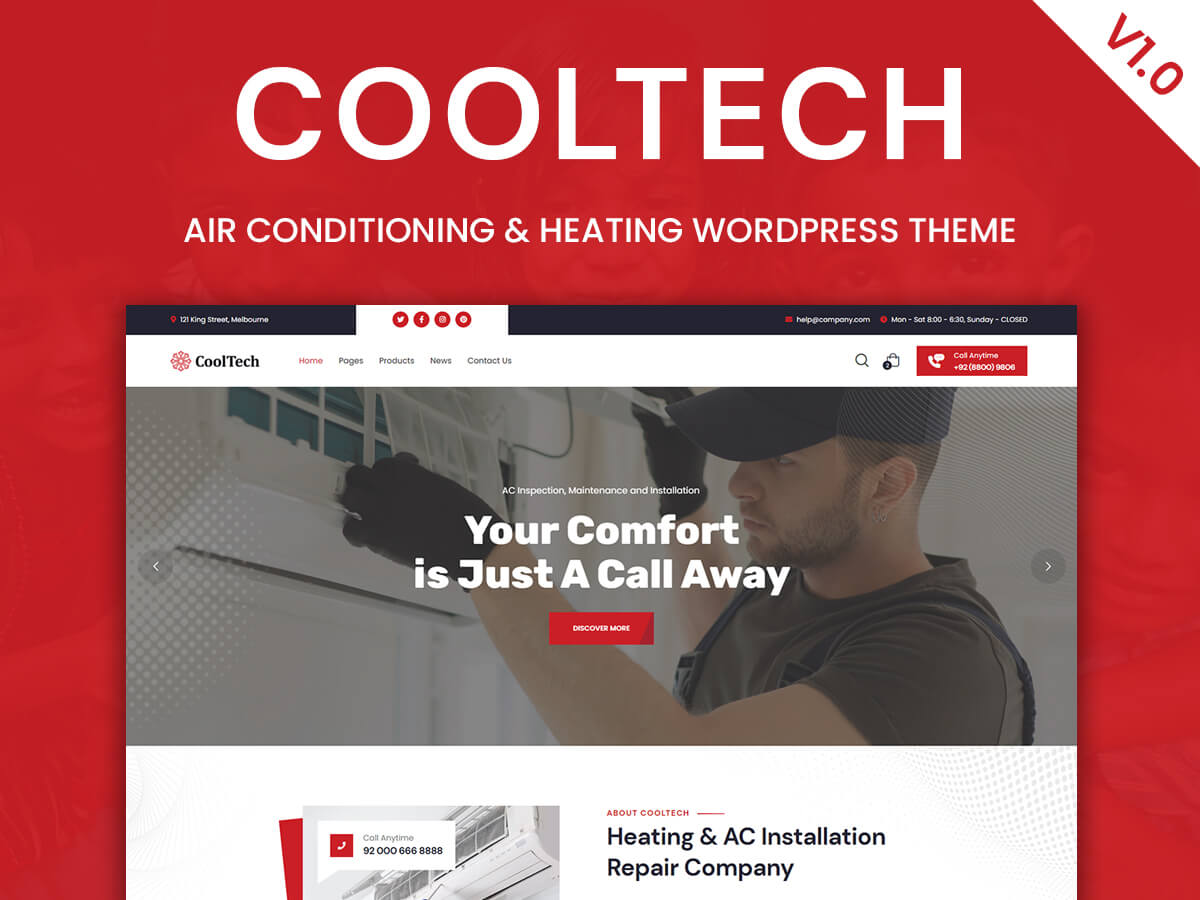 V1.0
COOLTECH
AIR CONDITIONING & HEATING WORDPRESS THEME
121 King Street, Melbourne
help@company.com
Mon - Sat 8:00 - 6:30, Sunday - CLOSED
CoolTech
Home Pages Products News Contact Us
2
Call Anytime
+92 (8800) 9806
AC Inspection, Maintenance and Installation
Your Comfort
is Just A Call Away
DISCOVER MORE
Call Anytime
92 000 666 8888
ABOUT COOLTECH
Heating & AC Installation
Repair Company